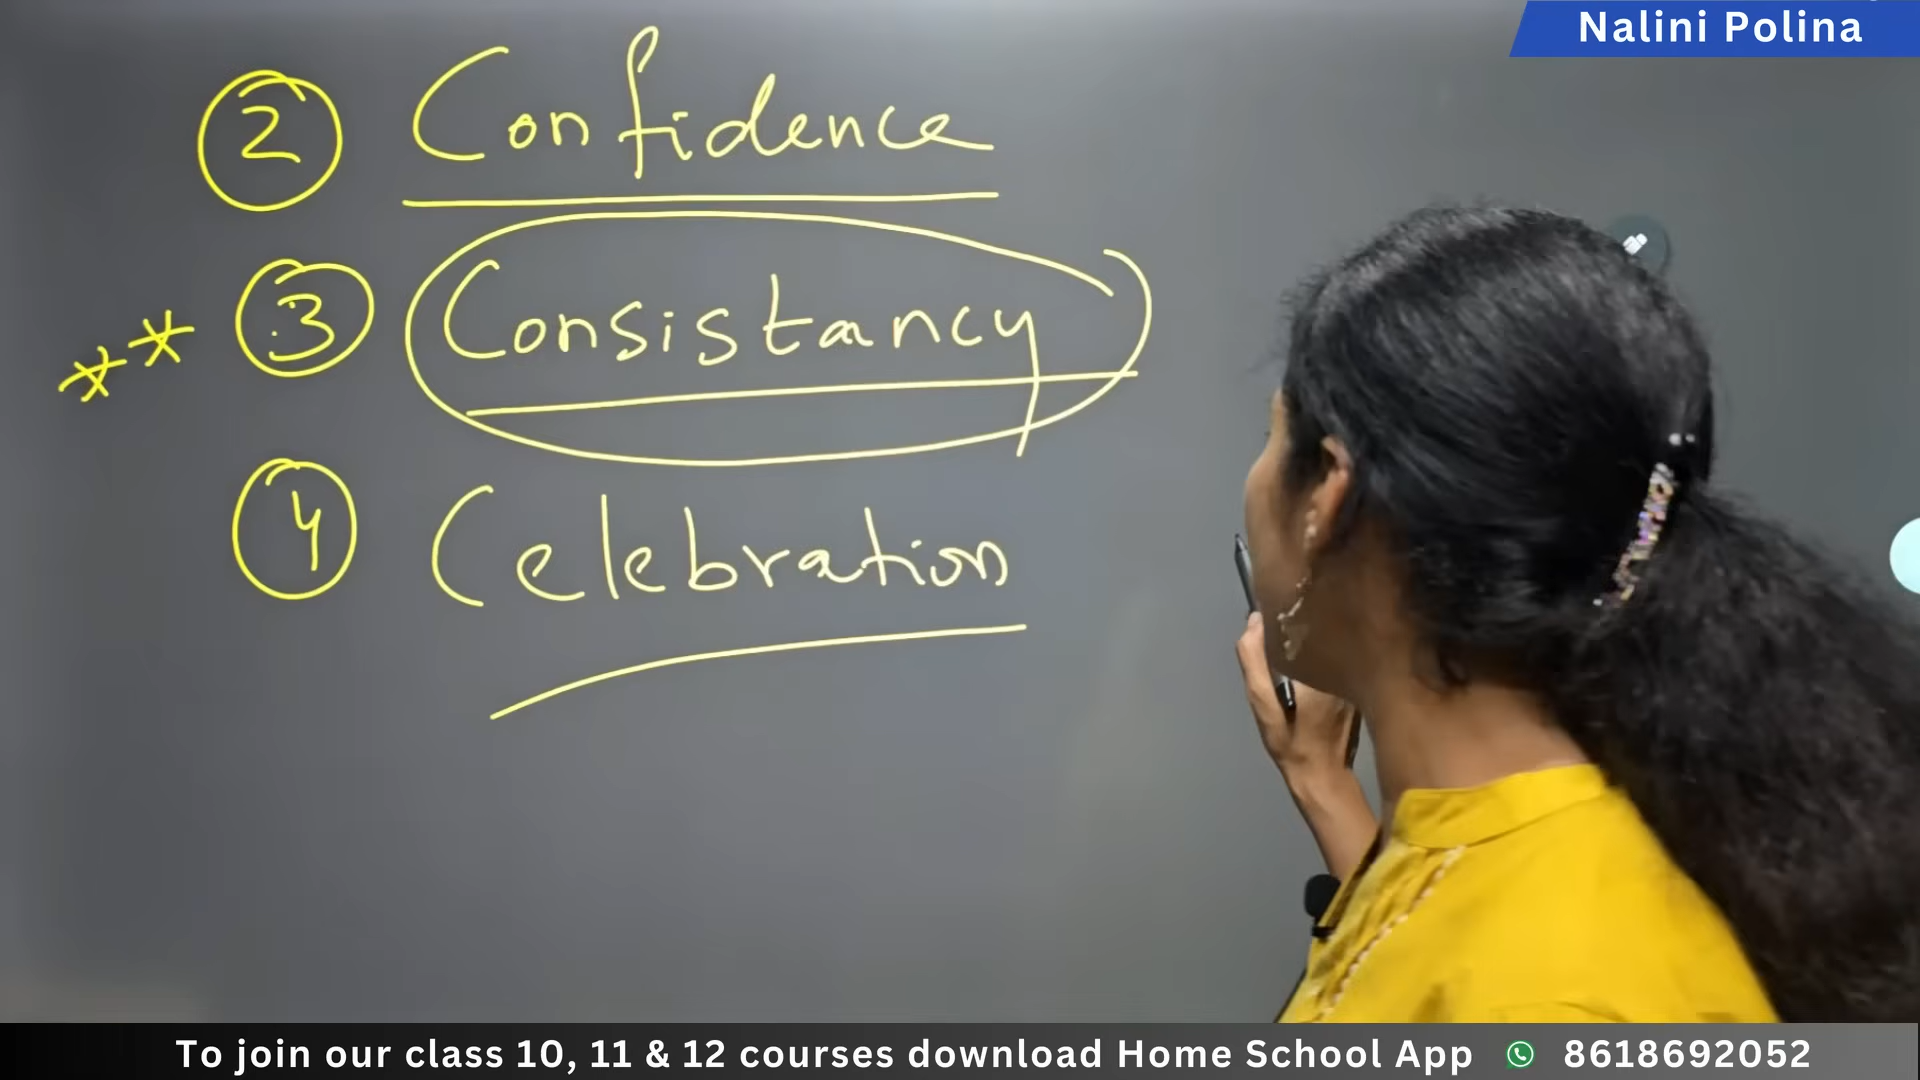 Nalini Polina
2 Confidence
** 3 Consistancy
4 Celebration
To join our class 10, 11 & 12 courses download Home School App 8618692052